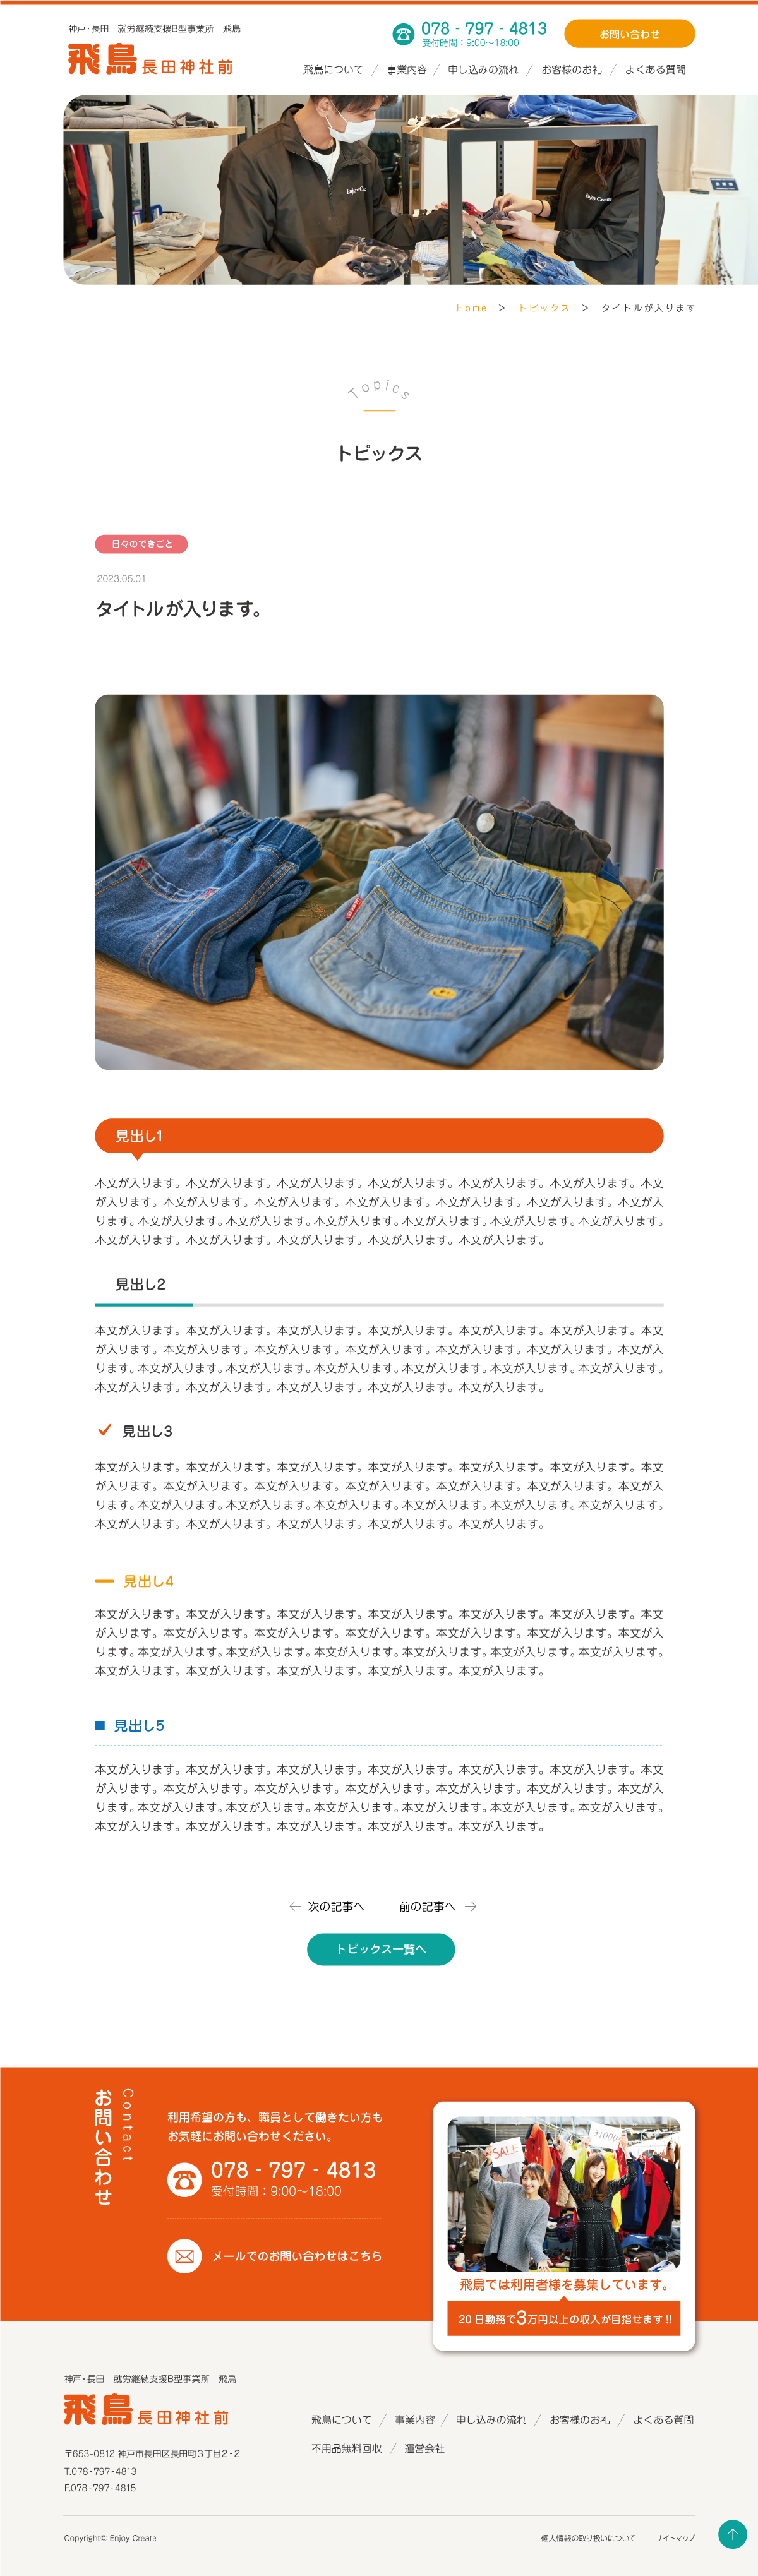 神戸・長田　就労継続支援B型事業所　飛鳥
飛鳥 長田神社前
078 - 797 - 4813
受付時間：9:00〜18:00
お問い合わせ
飛鳥について ／ 事業内容 ／ 申し込みの流れ ／ お客様のお礼 ／ よくある質問
Enjoy Create
Home ＞ トピックス ＞ タイトルが入ります
Topics
トピックス
日々のできごと
2023.05.01
タイトルが入ります。
見出し1
本文が入ります。本文が入ります。本文が入ります。本文が入ります。本文が入ります。本文が入ります。本文
が入ります。本文が入ります。本文が入ります。本文が入ります。本文が入ります。本文が入ります。本文が入
ります。本文が入ります。本文が入ります。本文が入ります。本文が入ります。本文が入ります。本文が入ります。
本文が入ります。本文が入ります。本文が入ります。本文が入ります。本文が入ります。
見出し2
本文が入ります。本文が入ります。本文が入ります。本文が入ります。本文が入ります。本文が入ります。本文
が入ります。本文が入ります。本文が入ります。本文が入ります。本文が入ります。本文が入ります。本文が入
ります。本文が入ります。本文が入ります。本文が入ります。本文が入ります。本文が入ります。本文が入ります。
本文が入ります。本文が入ります。本文が入ります。本文が入ります。本文が入ります。
見出し3
本文が入ります。本文が入ります。本文が入ります。本文が入ります。本文が入ります。本文が入ります。本文
が入ります。本文が入ります。本文が入ります。本文が入ります。本文が入ります。本文が入ります。本文が入
ります。本文が入ります。本文が入ります。本文が入ります。本文が入ります。本文が入ります。本文が入ります。
本文が入ります。本文が入ります。本文が入ります。本文が入ります。本文が入ります。
見出し4
本文が入ります。本文が入ります。本文が入ります。本文が入ります。本文が入ります。本文が入ります。本文
が入ります。本文が入ります。本文が入ります。本文が入ります。本文が入ります。本文が入ります。本文が入
ります。本文が入ります。本文が入ります。本文が入ります。本文が入ります。本文が入ります。本文が入ります。
本文が入ります。本文が入ります。本文が入ります。本文が入ります。本文が入ります。
見出し5
本文が入ります。本文が入ります。本文が入ります。本文が入ります。本文が入ります。本文が入ります。本文
が入ります。本文が入ります。本文が入ります。本文が入ります。本文が入ります。本文が入ります。本文が入
ります。本文が入ります。本文が入ります。本文が入ります。本文が入ります。本文が入ります。本文が入ります。
本文が入ります。本文が入ります。本文が入ります。本文が入ります。本文が入ります。
← 次の記事へ　前の記事へ →
トピックス一覧へ
お問い合わせ
Contact
利用希望の方も、職員として働きたい方も
お気軽にお問い合わせください。
078 - 797 - 4813
受付時間：9:00〜18:00
メールでのお問い合わせはこちら
SALE
¥1000
飛鳥では利用者様を募集しています。
20日勤務で3万円以上の収入が目指せます!!
神戸・長田　就労継続支援B型事業所　飛鳥
飛鳥 長田神社前
〒653-0812 神戸市長田区長田町3丁目2-2
T.078-797-4813
F.078-797-4815
飛鳥について ／ 事業内容 ／ 申し込みの流れ ／ お客様のお礼 ／ よくある質問
不用品無料回収 ／ 運営会社
Copyright© Enjoy Create
個人情報の取り扱いについて　サイトマップ